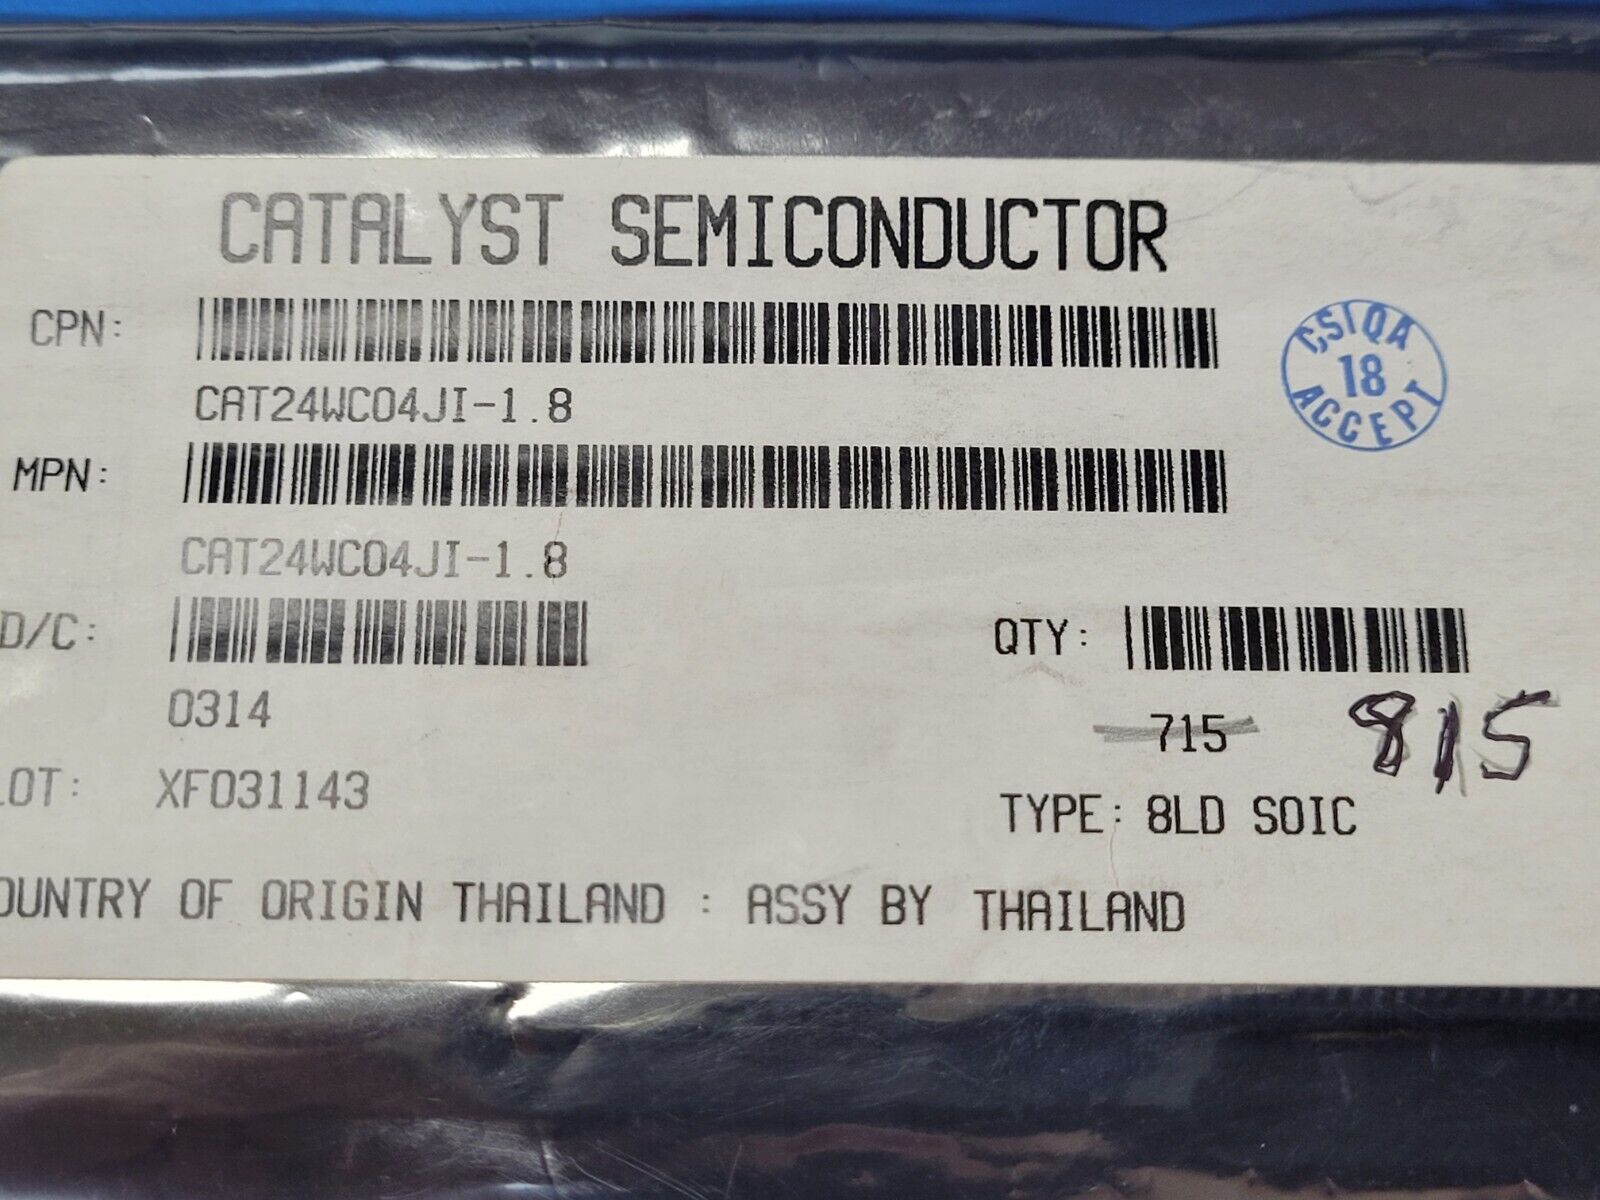 CATALYST SEMICONDUCTOR
CPN:
CAT24WC04JI-1.8
CSI QA
18
ACCEPT
MPN:
CAT24WC04JI-1.8
D/C:
0314
QTY:
715 815
LOT: XF031143
TYPE: 8LD SOIC
OUNTRY OF ORIGIN THAILAND : ASSY BY THAILAND